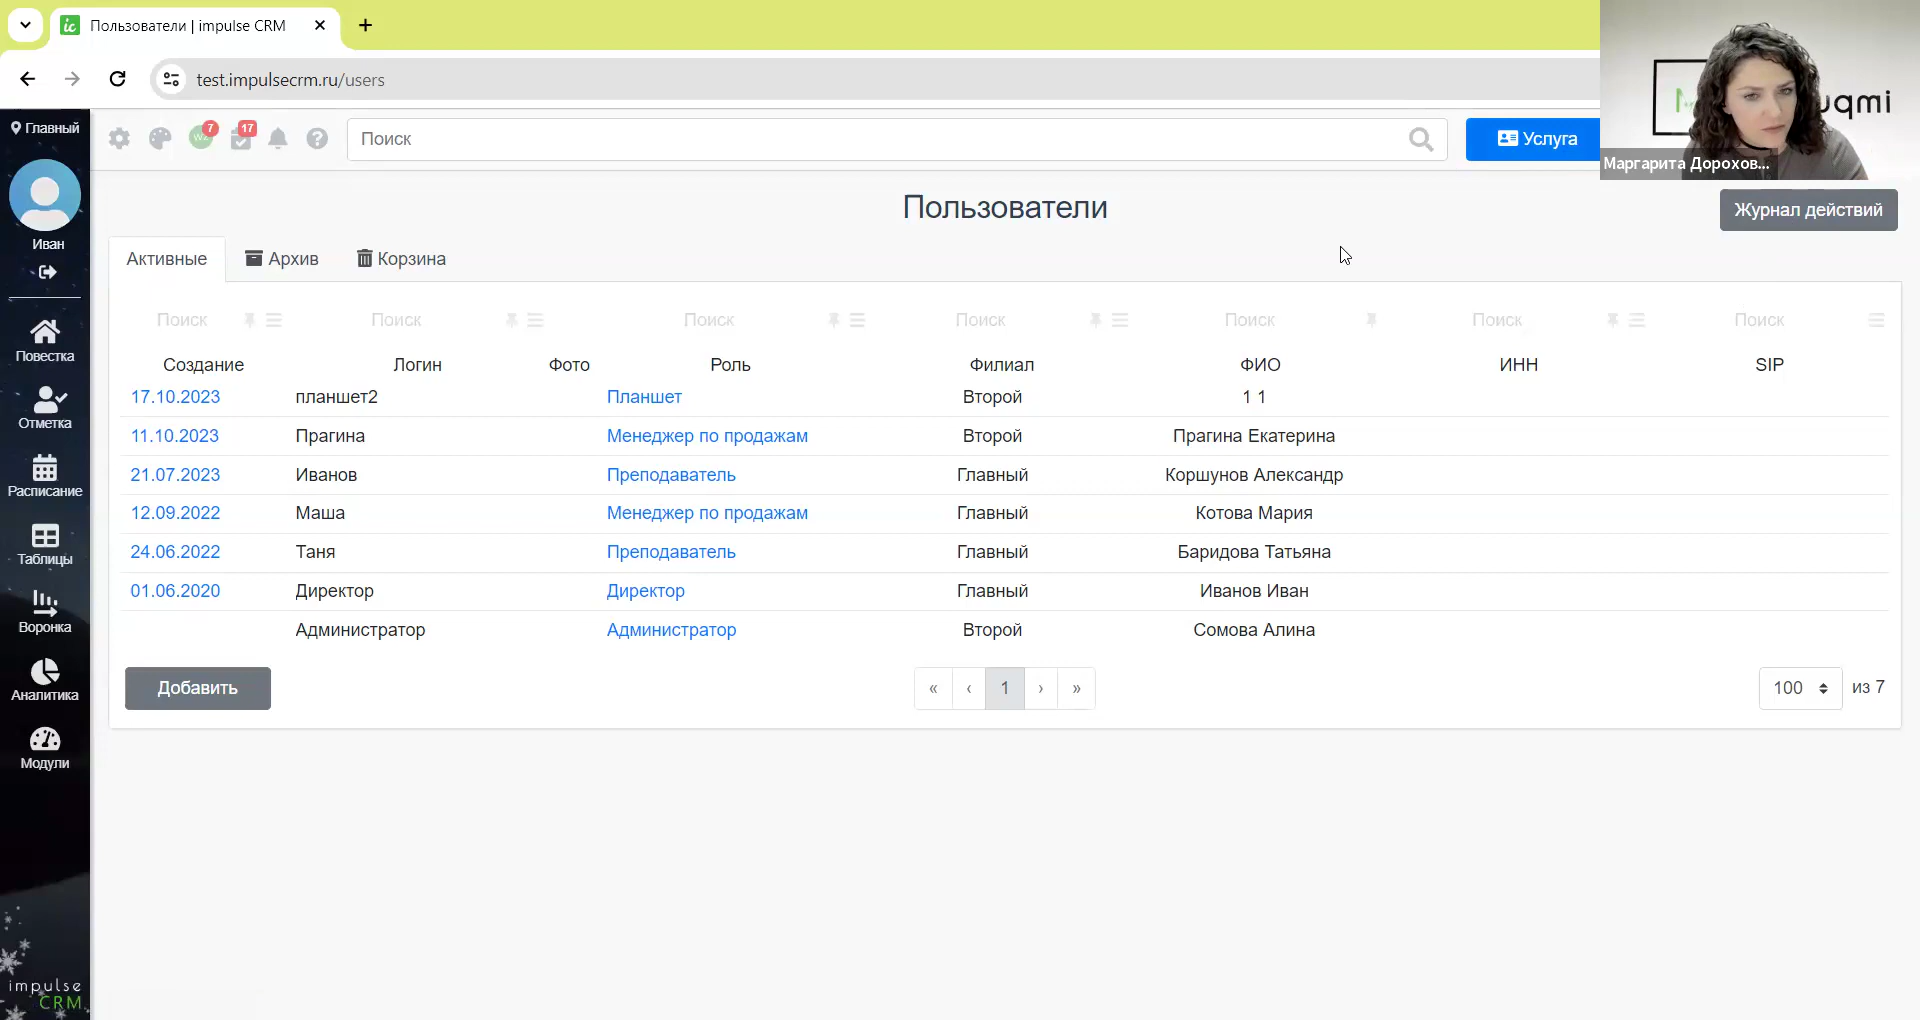 Пользователи | impulse CRM
test.impulsecrm.ru/users
Главный
Иван
Повестка
Отметка
Расписание
Таблицы
Воронка
Аналитика
Модули
impulse
CRM
7
17
Поиск
Услуга
uqmi
Маргарита Дорохов...
Пользователи
Журнал действий
Активные Архив Корзина
Поиск Поиск Поиск Поиск Поиск Поиск Поиск
Создание Логин Фото Роль Филиал ФИО ИНН SIP
17.10.2023 планшет2 Планшет Второй 1 1
11.10.2023 Прагина Менеджер по продажам Второй Прагина Екатерина
21.07.2023 Иванов Преподаватель Главный Коршунов Александр
12.09.2022 Маша Менеджер по продажам Главный Котова Мария
24.06.2022 Таня Преподаватель Главный Баридова Татьяна
01.06.2020 Директор Директор Главный Иванов Иван
Администратор Администратор Второй Сомова Алина
Добавить « ‹ 1 › » 100 из 7